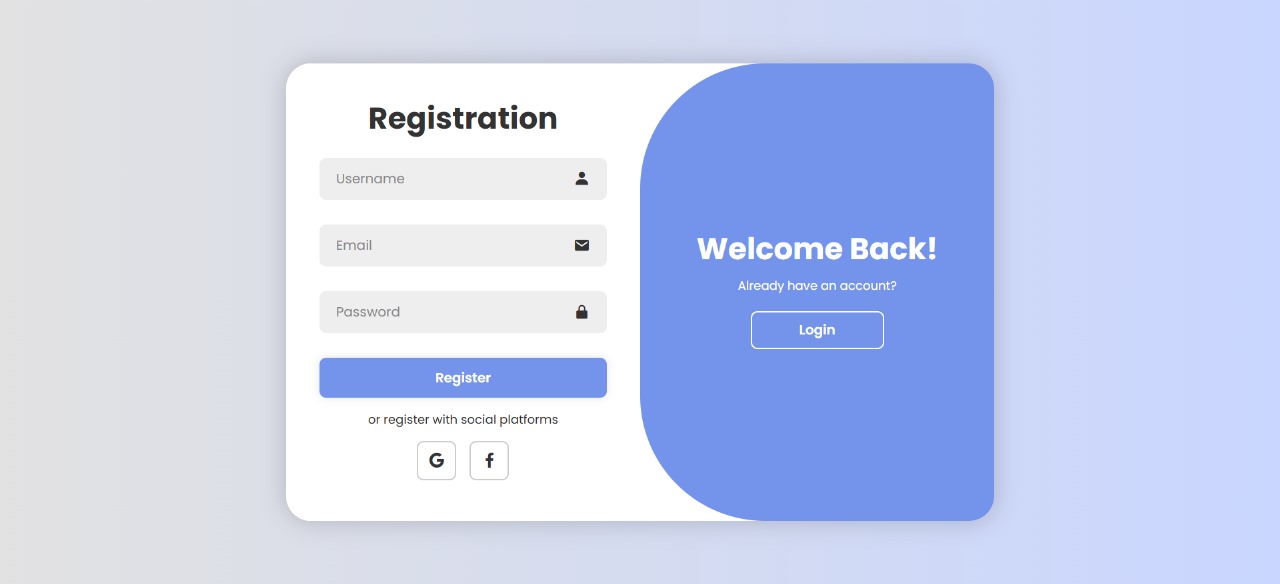 Registration
Username
Email
Password
Register
or register with social platforms
Welcome Back!
Already have an account?
Login